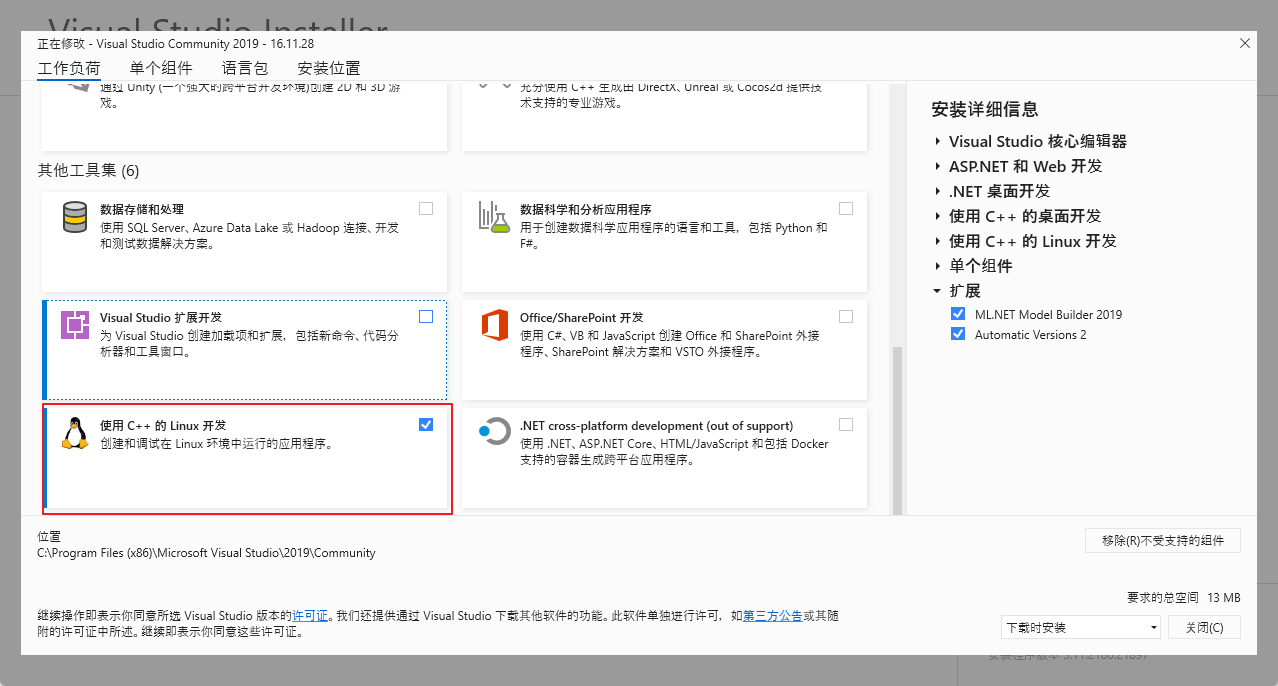 Visual Studio Installer
正在修改 - Visual Studio Community 2019 - 16.11.28
工作负荷 单个组件 语言包 安装位置
通过 Unity (一个强大的跨平台开发环境)创建 2D 和 3D 游
戏。
充分使用 C++ 生成由 DirectX、Unreal 或 Cocos2d 提供技
术支持的专业游戏。
其他工具集 (6)
数据存储和处理
使用 SQL Server、Azure Data Lake 或 Hadoop 连接、开发
和测试数据解决方案。
数据科学和分析应用程序
用于创建数据科学应用程序的语言和工具，包括 Python 和
F#。
Visual Studio 扩展开发
为 Visual Studio 创建加载项和扩展，包括新命令、代码分
析器和工具窗口。
Office/SharePoint 开发
使用 C#、VB 和 JavaScript 创建 Office 和 SharePoint 外接
程序、SharePoint 解决方案和 VSTO 外接程序。
使用 C++ 的 Linux 开发
创建和调试在 Linux 环境中运行的应用程序。
.NET cross-platform development (out of support)
使用 .NET、ASP.NET Core、HTML/JavaScript 和包括 Docker
支持的容器生成跨平台应用程序。
安装详细信息
Visual Studio 核心编辑器
ASP.NET 和 Web 开发
.NET 桌面开发
使用 C++ 的桌面开发
使用 C++ 的 Linux 开发
单个组件
扩展
ML.NET Model Builder 2019
Automatic Versions 2
位置
C:\Program Files (x86)\Microsoft Visual Studio\2019\Community
移除(R)不受支持的组件
要求的总空间 13 MB
继续操作即表示你同意所选 Visual Studio 版本的许可证。我们还提供通过 Visual Studio 下载其他软件的功能。此软件单独进行许可，如第三方公告或其随
附的许可证中所述。继续即表示你同意这些许可证。
下载时安装
关闭(C)